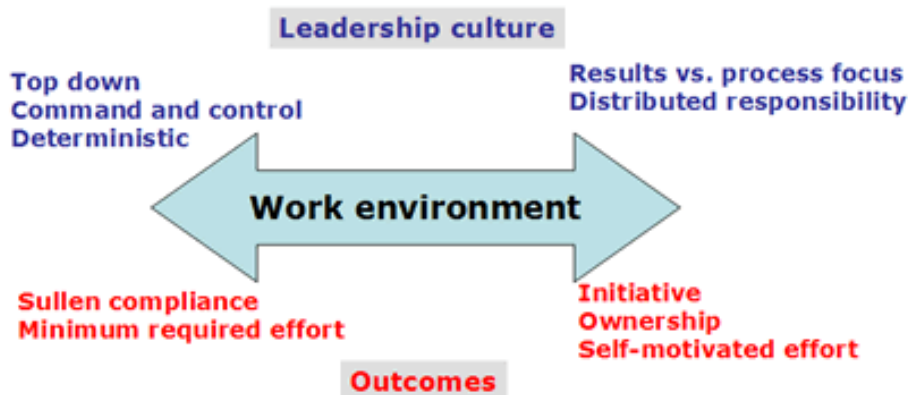 Leadership culture
Top down
Command and control
Deterministic
Results vs. process focus
Distributed responsibility
Work environment
Sullen compliance
Minimum required effort
Initiative
Ownership
Self-motivated effort
Outcomes